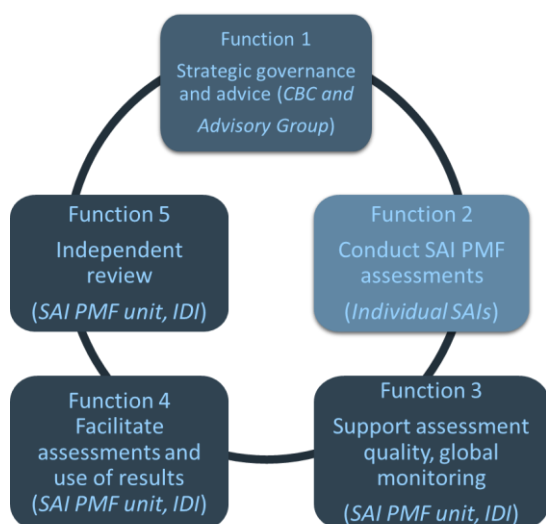 Function 1
Strategic governance
and advice (CBC and
Advisory Group)
Function 2
Conduct SAI PMF
assessments
(Individual SAIs)
Function 3
Support assessment
quality, global
monitoring
(SAI PMF unit, IDI)
Function 4
Facilitate
assessments and
use of results
(SAI PMF unit, IDI)
Function 5
Independent
review
(SAI PMF unit, IDI)